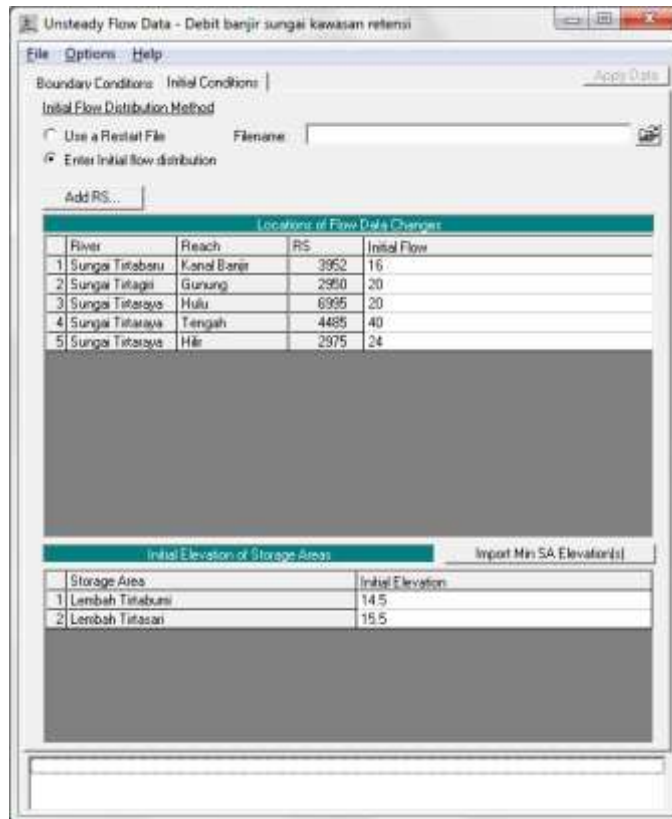 Unsteady Flow Data - Debit banjir sungai kawasan retensi
File Options Help
Boundary Conditions Initial Conditions
Apply Data
Initial Flow Distribution Method
Use a Restart File Filename
Enter Initial flow distribution
Add RS...
Locations of Flow Data Changes
River Reach RS Initial Flow
1 Sungai Tirtabaru Kanal Banjir 3952 16
2 Sungai Tirtagiri Gunung 2950 20
3 Sungai Tirtaraya Hulu 6995 20
4 Sungai Tirtaraya Tengah 4485 40
5 Sungai Tirtaraya Hilir 2975 24
Initial Elevation of Storage Areas Import Min SA Elevation(s)
Storage Area Initial Elevation
1 Lembah Tirtabumi 14.5
2 Lembah Tirtasari 15.5